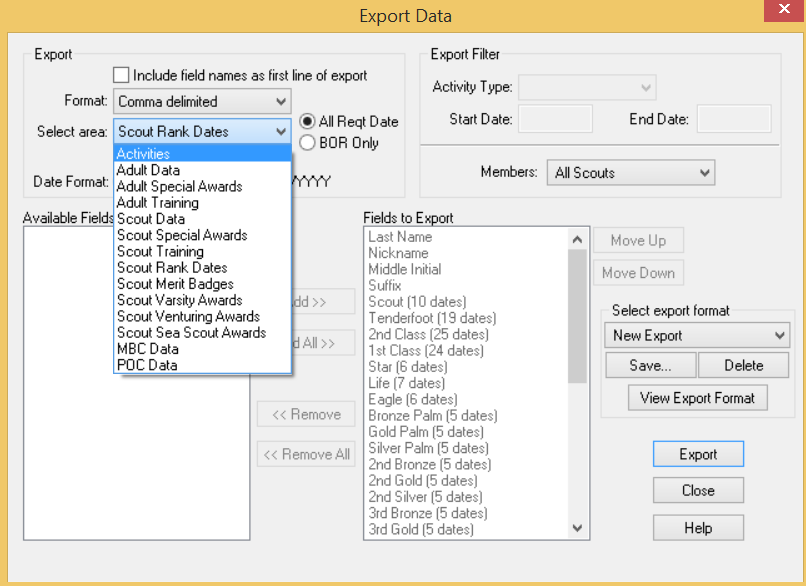 Export Data
Export
Include field names as first line of export
Format: Comma delimited
Select area: Scout Rank Dates
All Reqt Date
BOR Only
Activities
Adult Data
Adult Special Awards
Adult Training
Scout Data
Scout Special Awards
Scout Training
Scout Rank Dates
Scout Merit Badges
Scout Varsity Awards
Scout Venturing Awards
Scout Sea Scout Awards
MBC Data
POC Data
Date Format:
Export Filter
Activity Type:
Start Date: End Date:
Members: All Scouts
Available Fields
Fields to Export
Last Name
Nickname
Middle Initial
Suffix
Scout (10 dates)
Tenderfoot (19 dates)
2nd Class (25 dates)
1st Class (24 dates)
Star (6 dates)
Life (7 dates)
Eagle (6 dates)
Bronze Palm (5 dates)
Gold Palm (5 dates)
Silver Palm (5 dates)
2nd Bronze (5 dates)
2nd Gold (5 dates)
2nd Silver (5 dates)
3rd Bronze (5 dates)
3rd Gold (5 dates)
<< Remove
<< Remove All
Move Up
Move Down
Select export format
New Export
Save... Delete
View Export Format
Export
Close
Help